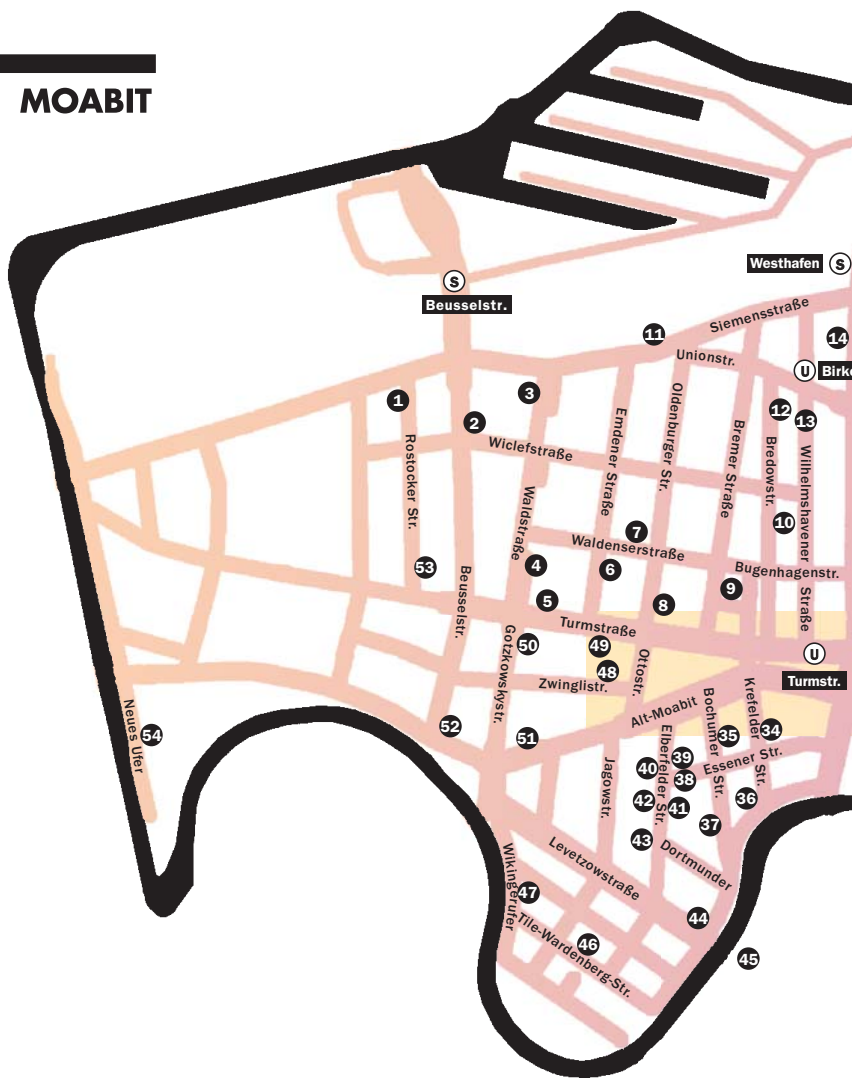 MOABIT
Westhafen S
S
Beusselstr.
Siemensstraße
11
14
Unionstr.
U Birke
1
3
2
12
13
Rostocker Str.
Wiclefstraße
Emdener Straße
Oldenburger Str.
Bremer Straße
Bredowstr.
Wilhelmshavener Straße
Waldstraße
10
7
Waldenserstraße
53
4
6
Bugenhagenstr.
9
5
8
Beusselstr.
Turmstraße
50
49
48
Gotzkowskystr.
Zwinglistr.
Ottostr.
U
Turmstr.
Neues Ufer
54
52
51
Alt-Moabit
Bochumer Str.
Krefelder Str.
35
34
Elberfelder Str.
39
Essener Str.
40
38
Jagowstr.
42
41
36
37
43
Dortmunder
Levetzowstraße
Wikingerufer
47
44
Tile-Wardenberg-Str.
46
45